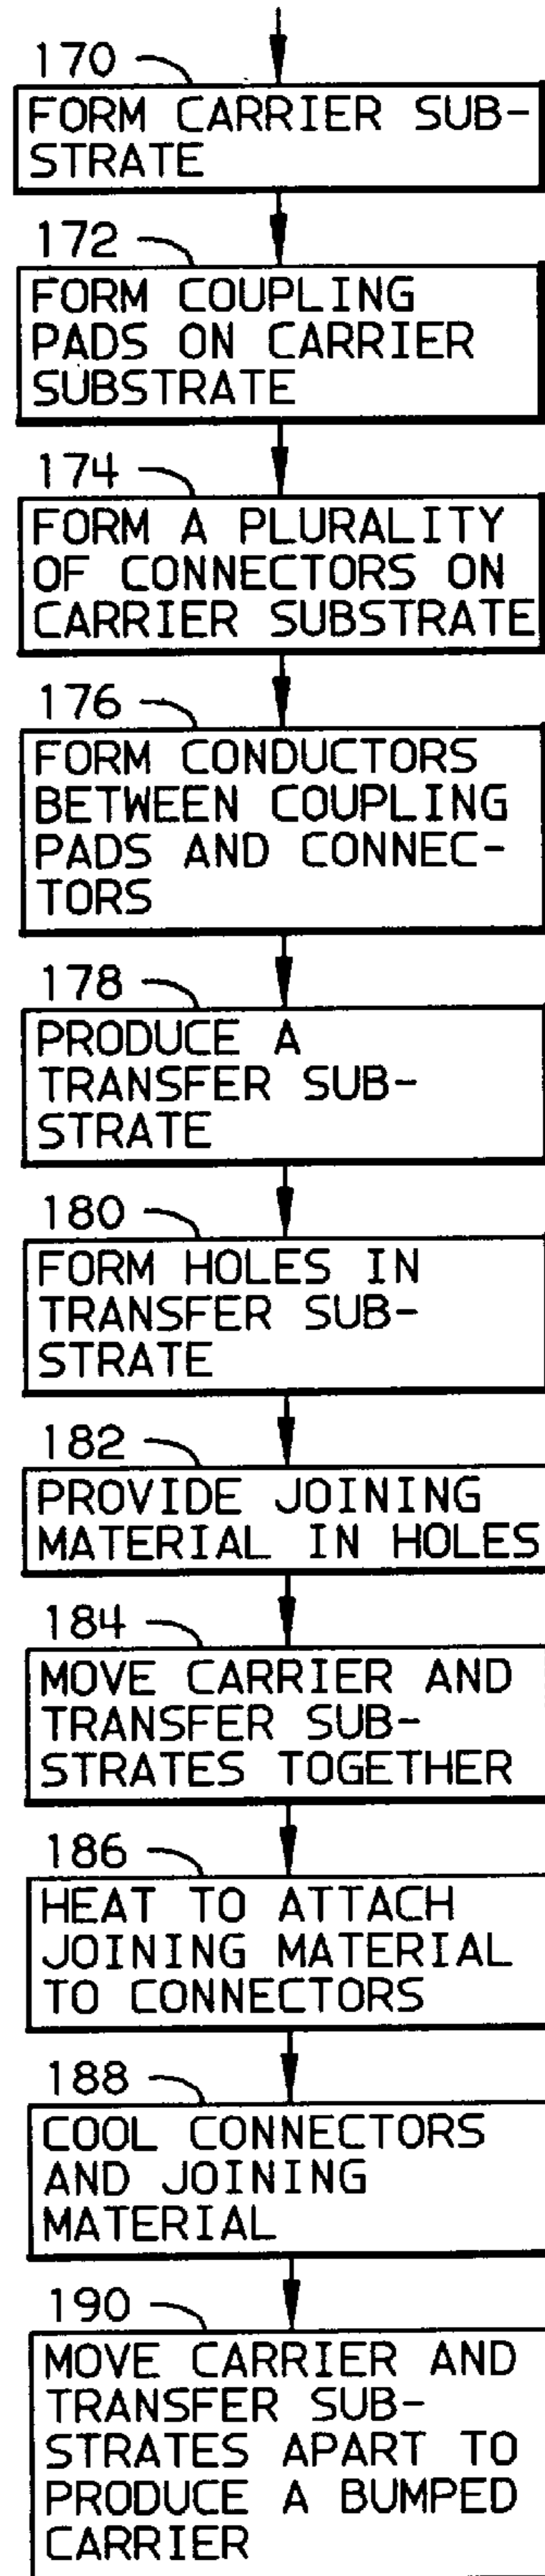 170
FORM CARRIER SUB-
STRATE
172
FORM COUPLING
PADS ON CARRIER
SUBSTRATE
174
FORM A PLURALITY
OF CONNECTORS ON
CARRIER SUBSTRATE
176
FORM CONDUCTORS
BETWEEN COUPLING
PADS AND CONNEC-
TORS
178
PRODUCE A
TRANSFER SUB-
STRATE
180
FORM HOLES IN
TRANSFER SUB-
STRATE
182
PROVIDE JOINING
MATERIAL IN HOLES
184
MOVE CARRIER AND
TRANSFER SUB-
STRATES TOGETHER
186
HEAT TO ATTACH
JOINING MATERIAL
TO CONNECTORS
188
COOL CONNECTORS
AND JOINING
MATERIAL
190
MOVE CARRIER AND
TRANSFER SUB-
STRATES APART TO
PRODUCE A BUMPED
CARRIER